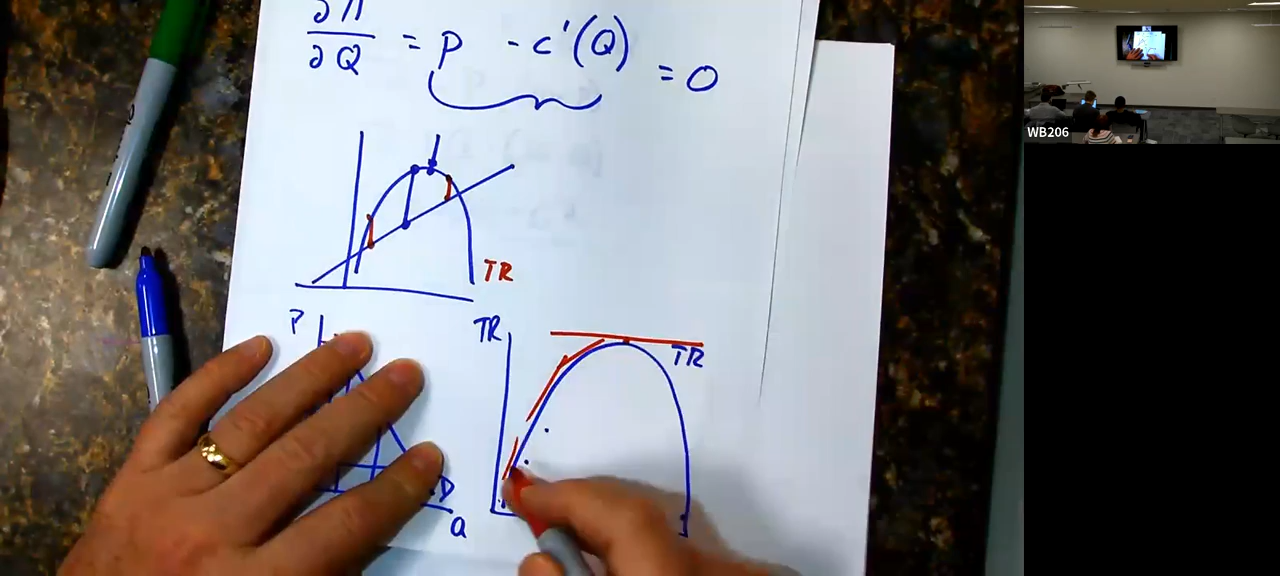 ∂π/∂Q = p - c'(Q) = 0
TR
P TR
TR
D
Q
WB206